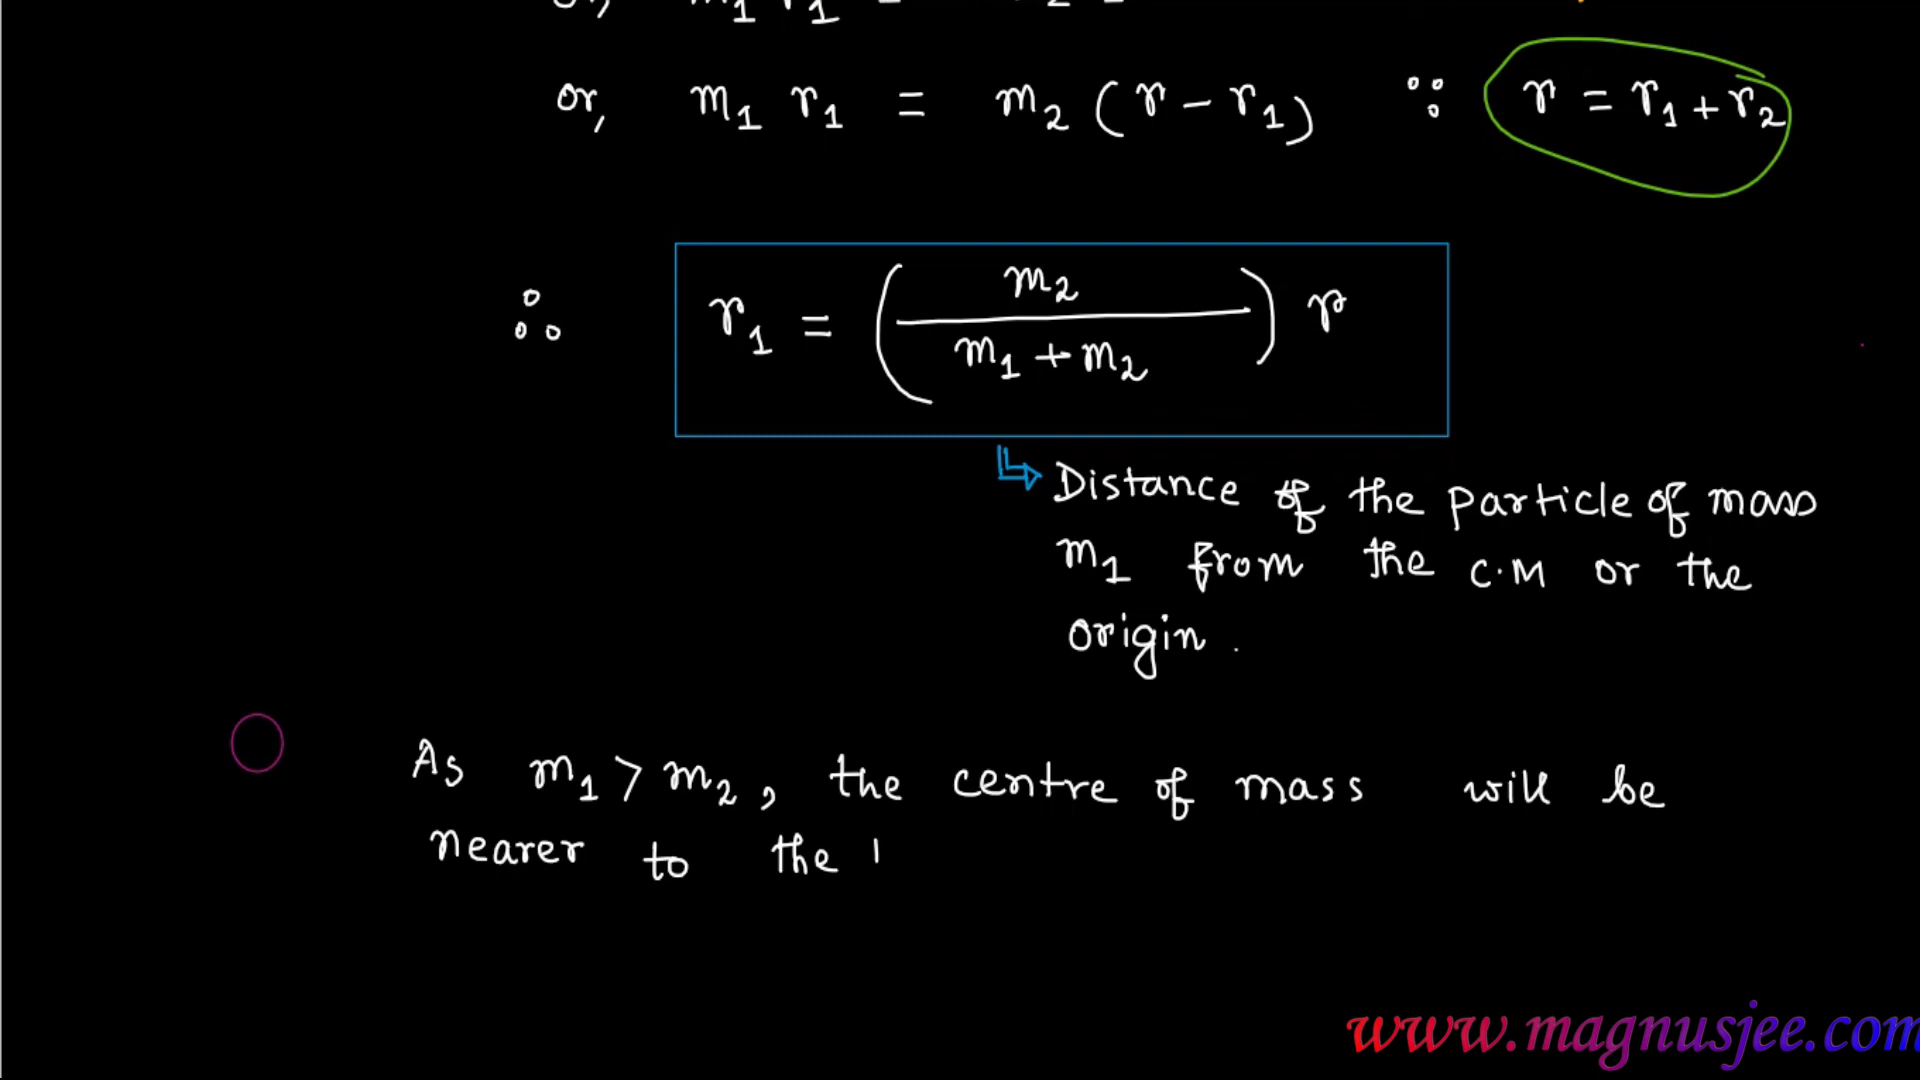 or, m₁ r₁ = m₂ (r - r₁) ∵ r = r₁ + r₂
∴ r₁ = (m₂ / (m₁ + m₂)) r
Distance of the particle of mass
m₁ from the C.M or the
origin.
As m₁ > m₂, the centre of mass will be
nearer to the
www.magnusjee.com